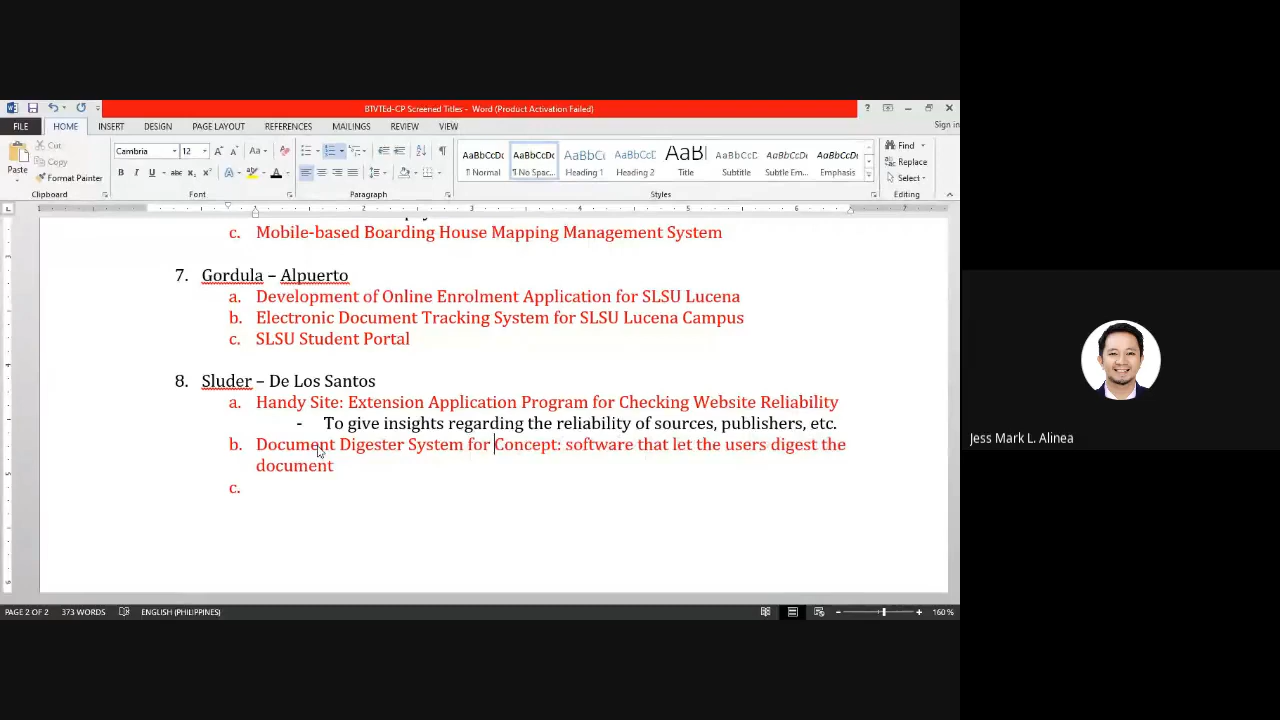 BTVTEd-CP Screened Titles - Word (Product Activation Failed)
FILE HOME INSERT DESIGN PAGE LAYOUT REFERENCES MAILINGS REVIEW VIEW Sign in
Paste Cut Copy Format Painter
Cambria 12
AaBbCcDc AaBbCcDc AaBbCi AaBbCcDc AaBl AaBbCcDc AaBbCcDc AaBbCcDc
¶ Normal ¶ No Spac... Heading 1 Heading 2 Title Subtitle Subtle Em... Emphasis
Find
Replace
Select
Clipboard Font Paragraph Styles Editing
c. Mobile-based Boarding House Mapping Management System
7. Gordula – Alpuerto
a. Development of Online Enrolment Application for SLSU Lucena
b. Electronic Document Tracking System for SLSU Lucena Campus
c. SLSU Student Portal
8. Sluder – De Los Santos
a. Handy Site: Extension Application Program for Checking Website Reliability
- To give insights regarding the reliability of sources, publishers, etc.
b. Document Digester System for Concept: software that let the users digest the
document
c.
PAGE 2 OF 2 373 WORDS ENGLISH (PHILIPPINES) 160 %
Jess Mark L. Alinea